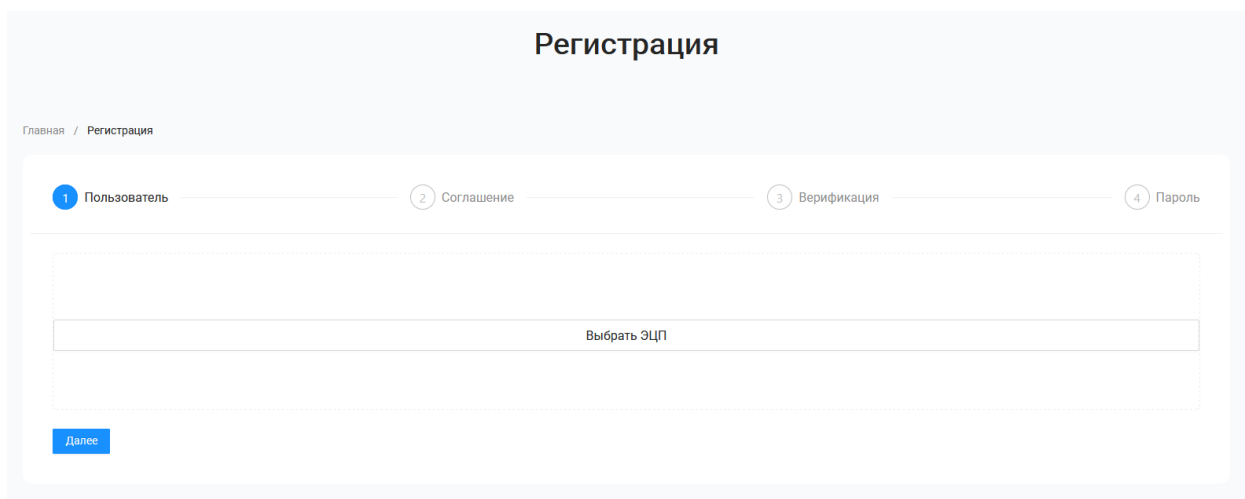 Регистрация
Главная / Регистрация
1 Пользователь 2 Соглашение 3 Верификация 4 Пароль
Выбрать ЭЦП
Далее